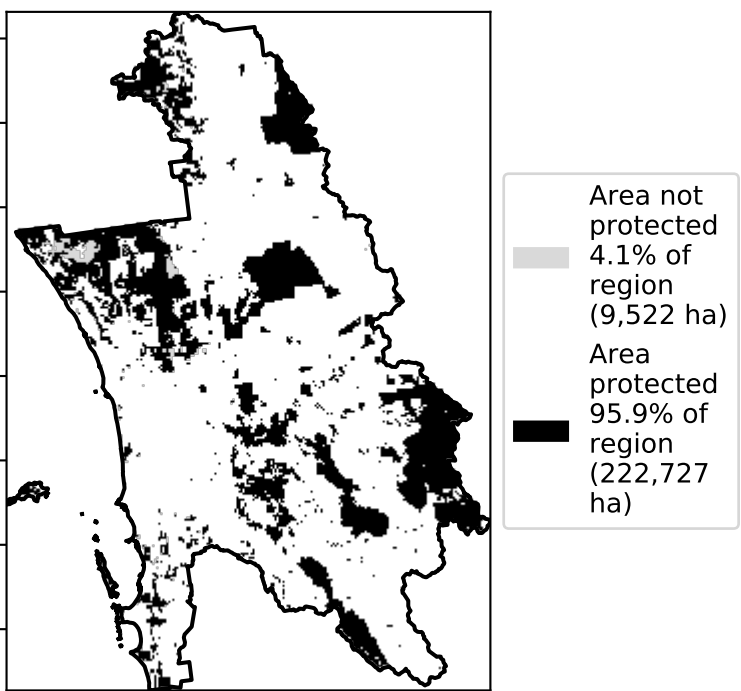 Area not
protected
4.1% of
region
(9,522 ha)
Area
protected
95.9% of
region
(222,727
ha)